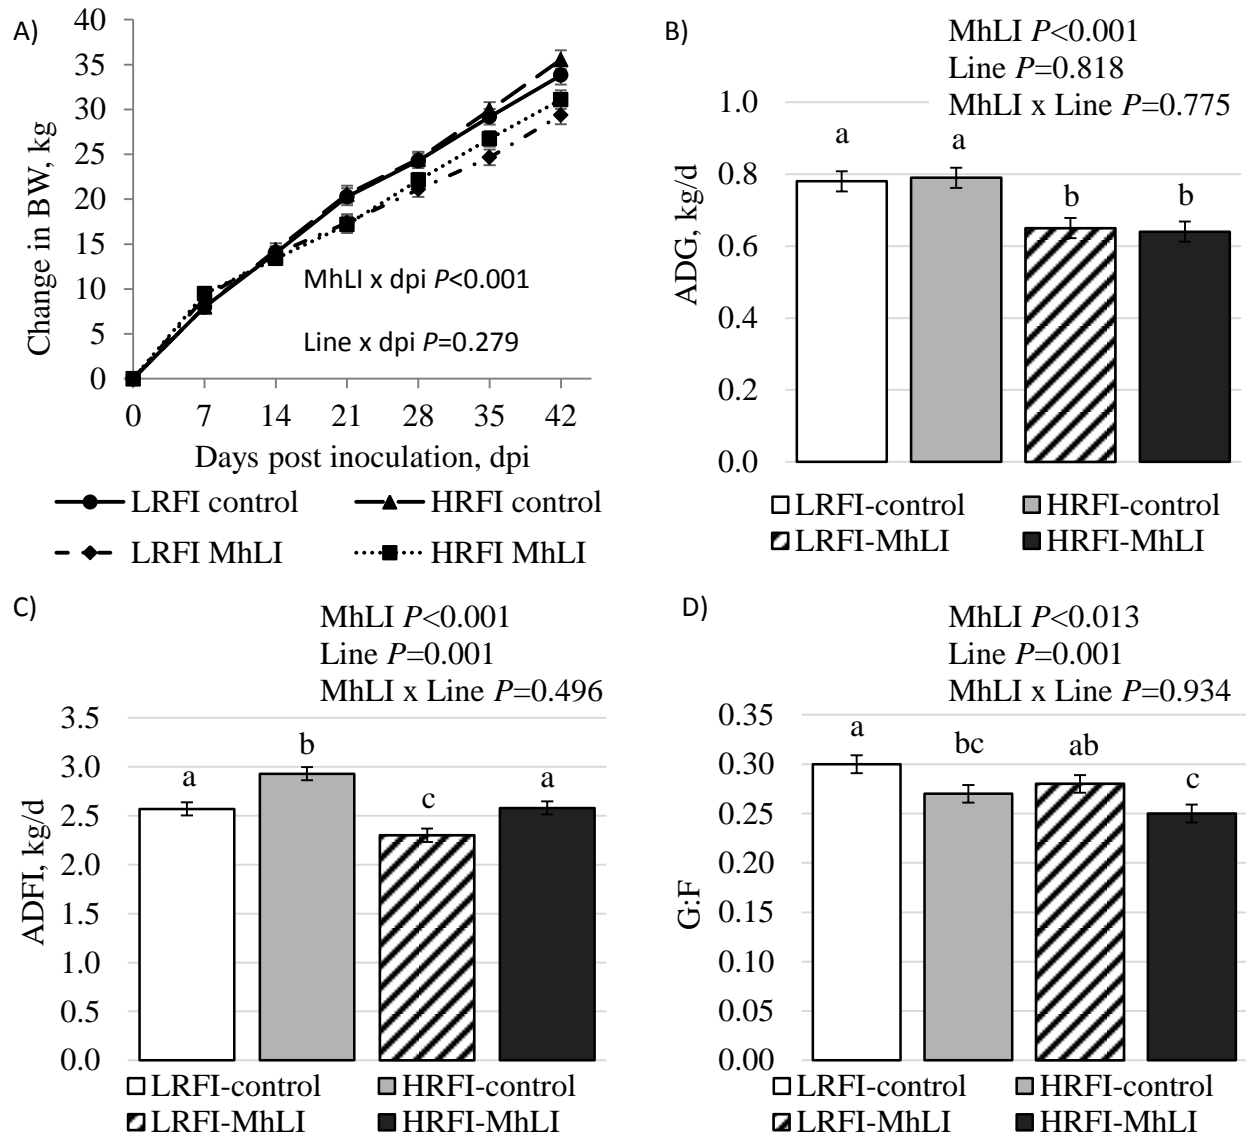 A)
40
35
30
25
20
15
10
5
0
Change in BW, kg
MhLI x dpi P<0.001
Line x dpi P=0.279
0 7 14 21 28 35 42
Days post inoculation, dpi
LRFI control HRFI control
LRFI MhLI HRFI MhLI
B)
MhLI P<0.001
Line P=0.818
MhLI x Line P=0.775
1.0
0.8
0.6
0.4
0.2
0.0
ADG, kg/d
a a b b
LRFI-control HRFI-control
LRFI-MhLI HRFI-MhLI
C)
MhLI P<0.001
Line P=0.001
MhLI x Line P=0.496
3.5
3.0
2.5
2.0
1.5
1.0
0.5
0.0
ADFI, kg/d
a b c a
LRFI-control HRFI-control
LRFI-MhLI HRFI-MhLI
D)
MhLI P<0.013
Line P=0.001
MhLI x Line P=0.934
0.35
0.30
0.25
0.20
0.15
0.10
0.05
0.00
G:F
a bc ab c
LRFI-control HRFI-control
LRFI-MhLI HRFI-MhLI